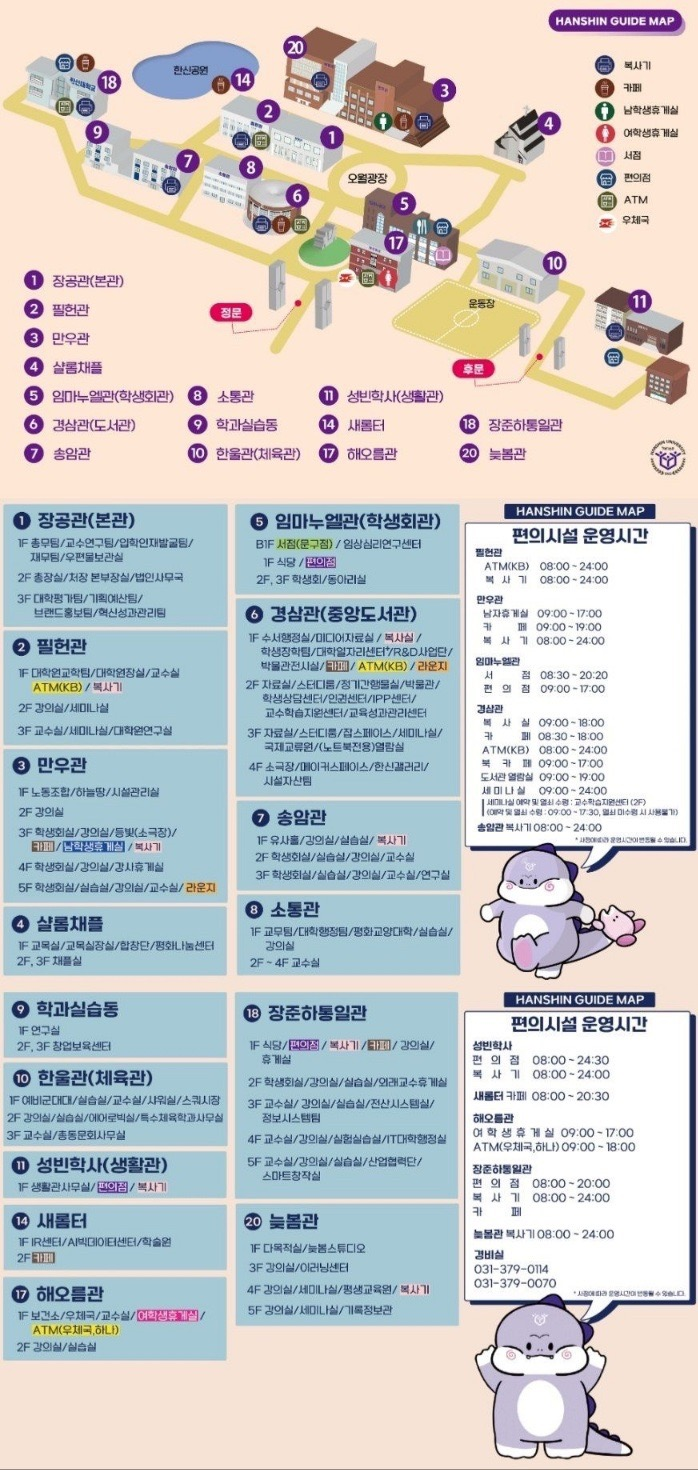 HANSHIN GUIDE MAP
복사기
카페
남학생휴게실
여학생휴게실
서점
편의점
ATM
우체국
한신공원
오월광장
운동장
정문
후문
20
18
14
3
2
1
4
9
7
8
6
5
17
10
11
1 장공관(본관)
2 필헌관
3 만우관
4 샬롬채플
5 임마누엘관(학생회관)
6 경삼관(도서관)
7 송암관
8 소통관
9 학과실습동
10 한울관(체육관)
11 성빈학사(생활관)
14 새롬터
17 해오름관
18 장준하통일관
20 늦봄관
1 장공관(본관)
1F 총무팀/교수연구팀/입학인재발굴팀/
재무팀/우편물보관실
2F 총장실/처장 본부장실/법인사무국
3F 대학평가팀/기획예산팀/
브랜드홍보팀/혁신성과관리팀
2 필헌관
1F 대학원교학팀/대학원장실/교수실
ATM(KB) / 복사기
2F 강의실/세미나실
3F 교수실/세미나실/대학원연구실
3 만우관
1F 노동조합/하늘땅/시설관리실
2F 강의실
3F 학생회실/강의실/등빛(소극장)/
카페/남학생휴게실 / 복사기
4F 학생회실/강의실/강사휴게실
5F 학생회실/실습실/강의실/교수실/ 라운지
4 샬롬채플
1F 교목실/교목실장실/합창단/평화나눔센터
2F, 3F 채플실
5 임마누엘관(학생회관)
B1F 서점(문구점) / 임상심리연구센터
1F 식당 / 편의점
2F, 3F 학생회/동아리실
6 경삼관(중앙도서관)
1F 수서행정실/미디어자료실 / 복사실 /
학생장학팀/대학일자리센터+/R&D사업단/
박물관전시실/ 카페 / ATM(KB) / 라운지
2F 자료실/스터디룸/정기간행물실/박물관/
학생상담센터/인권센터/IPP센터/
교수학습지원센터/교육성과관리센터
3F 자료실/스터디룸/잡스페이스/세미나실/
국제교류원/(노트북전용)열람실
4F 소극장/메이커스페이스/한신갤러리/
시설자산팀
7 송암관
1F 유사홀/강의실/실습실/ 복사기
2F 학생회실/실습실/강의실/교수실
3F 학생회실/실습실/강의실/교수실/연구실
8 소통관
1F 교무팀/대학행정팀/평화교양대학/실습실/
강의실
2F ~ 4F 교수실
HANSHIN GUIDE MAP
편의시설 운영시간
필헌관
ATM(KB) 08:00 ~ 24:00
복사기 08:00 ~ 24:00
만우관
남자휴게실 09:00 ~ 17:00
카페 09:00 ~ 19:00
복사기 08:00 ~ 24:00
임마누엘관
서점 08:30 ~ 20:20
편의점 09:00 ~ 17:00
경삼관
복사실 09:00 ~ 18:00
카페 08:30 ~ 18:00
ATM(KB) 08:00 ~ 24:00
북카페 09:00 ~ 17:00
도서관 열람실 09:00 ~ 19:00
세미나실 09:00 ~ 24:00
세미나실 예약 및 열쇠 수령 : 교수학습지원센터 (2F)
(예약 및 열쇠 수령 : 09:00 ~ 17:30, 열쇠 미수령 시 사용불가)
송암관 복사기 08:00 ~ 24:00
* 사정에 따라 운영시간이 변동될 수 있습니다.
9 학과실습동
1F 연구실
2F, 3F 창업보육센터
10 한울관(체육관)
1F 예비군대대/실습실/교수실/샤워실/스쿼시장
2F 강의실/실습실/에어로빅실/특수체육학과사무실
3F 교수실/총동문회사무실
11 성빈학사(생활관)
1F 생활관사무실/ 편의점 / 복사기
14 새롬터
1F IR센터/AI빅데이터센터/학술원
2F 카페
17 해오름관
1F 보건소/우체국/교수실/ 여학생휴게실/
ATM(우체국,하나)
2F 강의실/실습실
18 장준하통일관
1F 식당/편의점/ 복사기 / 카페 / 강의실/
휴게실
2F 학생회실/강의실/실습실/외래교수휴게실
3F 교수실/ 강의실/실습실/전산시스템실/
정보시스템팀
4F 교수실/강의실/실험실습실/IT대학행정실
5F 교수실/강의실/실습실/산업협력단/
스마트창작실
20 늦봄관
1F 다목적실/늦봄스튜디오
3F 강의실/이러닝센터
4F 강의실/세미나실/평생교육원/ 복사기
5F 강의실/세미나실/기록정보관
HANSHIN GUIDE MAP
편의시설 운영시간
성빈학사
편의점 08:00 ~ 24:30
복사기 08:00 ~ 24:00
새롬터 카페 08:00 ~ 20:30
해오름관
여학생휴게실 09:00 ~ 17:00
ATM(우체국,하나) 09:00 ~ 18:00
장준하통일관
편의점 08:00 ~ 20:00
복사기 08:00 ~ 24:00
카페
늦봄관 복사기 08:00 ~ 24:00
경비실
031-379-0114
031-379-0070
* 사정에 따라 운영시간이 변동될 수 있습니다.